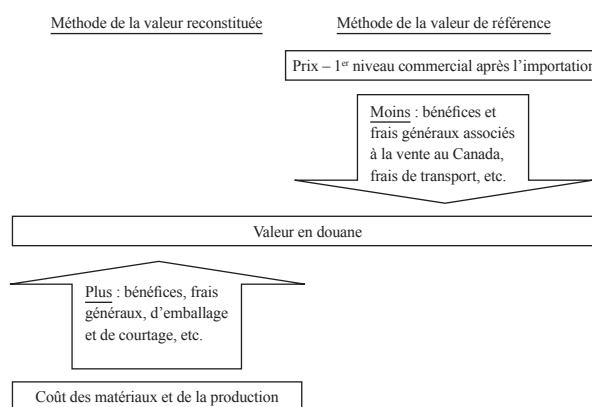 Méthode de la valeur reconstituée
Méthode de la valeur de référence
Prix – 1er niveau commercial après l’importation
Moins : bénéfices et
frais généraux associés
à la vente au Canada,
frais de transport, etc.
Valeur en douane
Plus : bénéfices, frais
généraux, d’emballage
et de courtage, etc.
Coût des matériaux et de la production